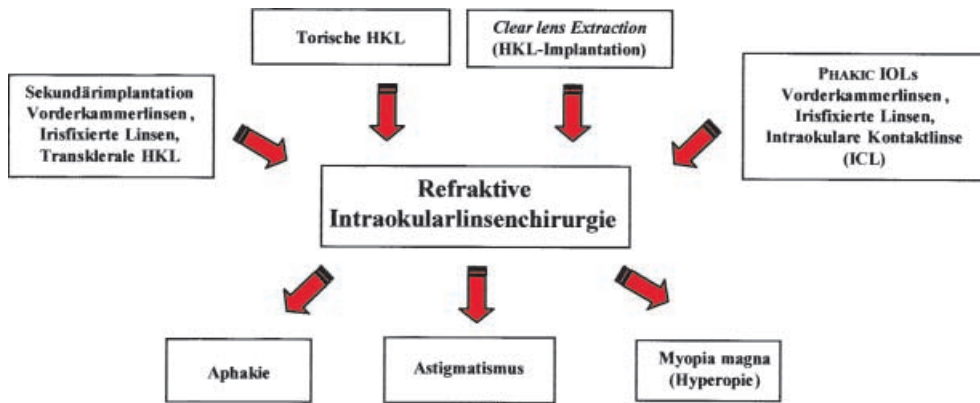 Torische HKL
Clear lens Extraction
(HKL-Implantation)
Sekundärimplantation
Vorderkammerlinsen ,
Irisfixierte Linsen,
Transklerale HKL
PHAKIC IOLs
Vorderkammerlinsen ,
Irisfixierte Linsen,
Intraokulare Kontaktlinse
(ICL)
Refraktive
Intraokularlinsenchirurgie
Aphakie
Astigmatismus
Myopia magna
(Hyperopie)